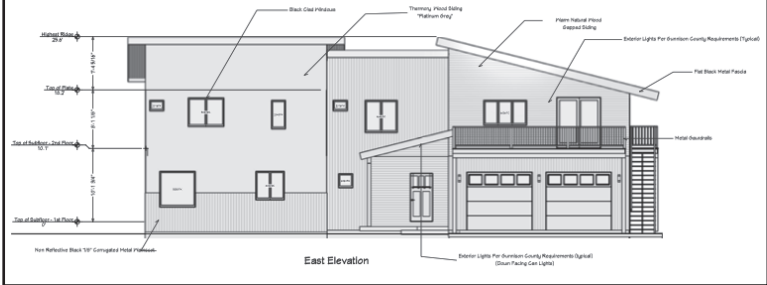 Black Clad Windows
Thermory Wood Siding
"Platinum Grey"
Warm Natural Wood
Gapped Siding
Exterior Lights Per Gunnison County Requirements (Typical)
Highest Ridge
Flat Black Metal Fascia
Top of Plate
Top of Subfloor - 2nd Floor
Metal Guardrails
Top of Subfloor - 1st Floor
0'
Non Reflective Black 7/8" Corrugated Metal
East Elevation
Exterior Lights Per Gunnison County Requirements (Typical)
(Down Facing Can Lights)